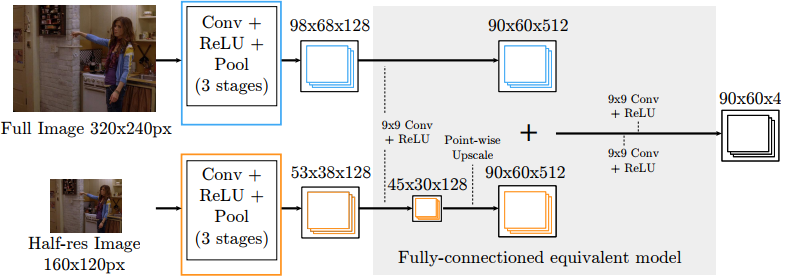 Full Image 320x240px
Conv +
ReLU +
Pool
(3 stages)
98x68x128
90x60x512
9x9 Conv
+ ReLU
Point-wise
Upscale
+
9x9 Conv
+ ReLU
9x9 Conv
+ ReLU
90x60x4
Half-res Image
160x120px
Conv +
ReLU +
Pool
(3 stages)
53x38x128
45x30x128
90x60x512
Fully-connectioned equivalent model